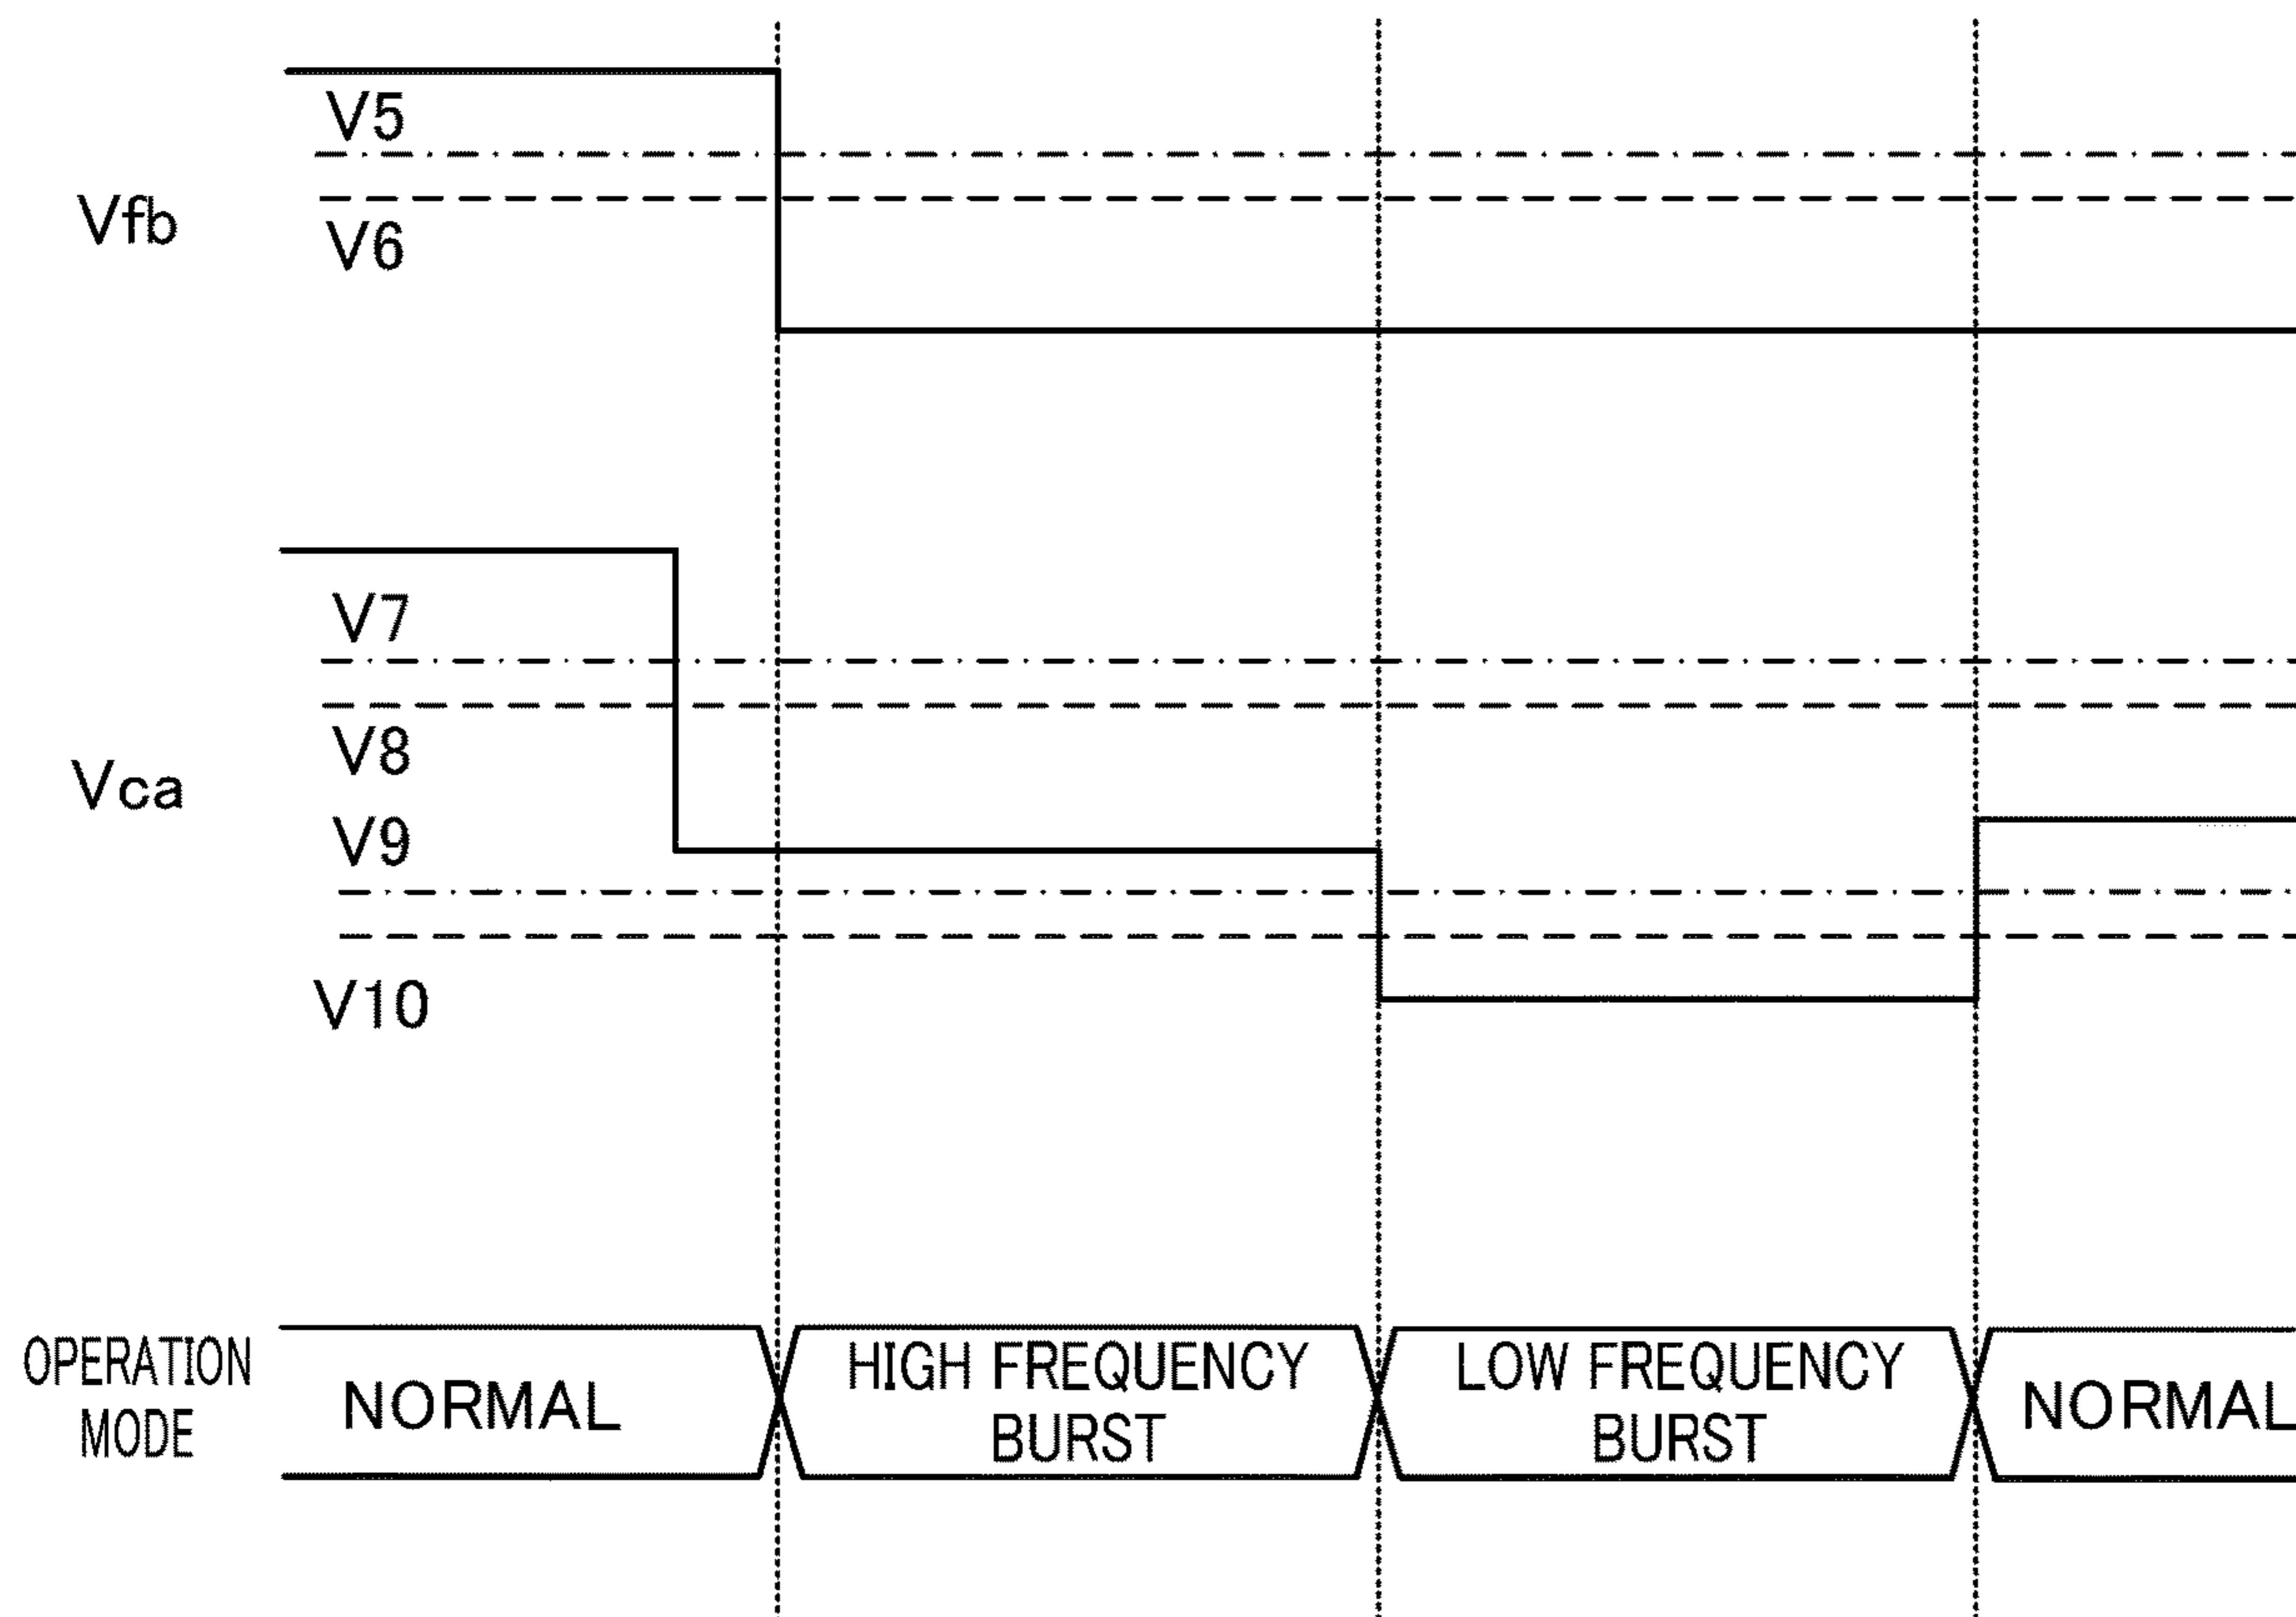 V5
Vfb
V6
V7
V8
Vca
V9
V10
OPERATION
MODE
NORMAL
HIGH FREQUENCY
BURST
LOW FREQUENCY
BURST
NORMAL